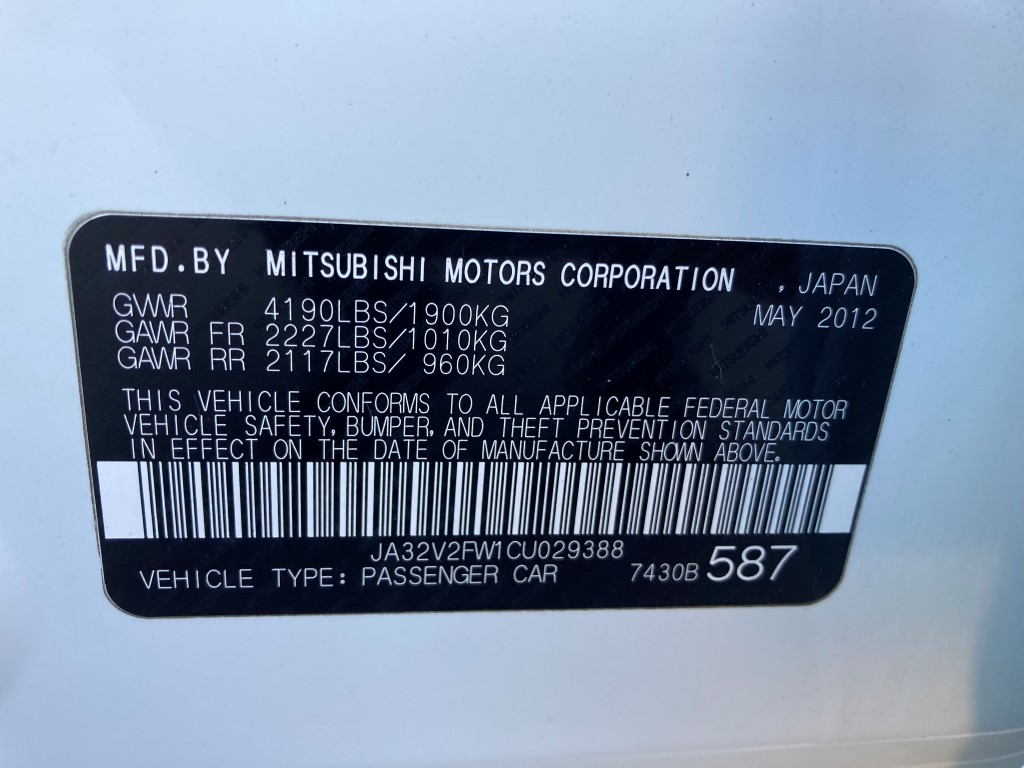 MFD.BY MITSUBISHI MOTORS CORPORATION , JAPAN
GVWR 4190LBS/1900KG MAY 2012
GAWR FR 2227LBS/1010KG
GAWR RR 2117LBS/ 960KG
THIS VEHICLE CONFORMS TO ALL APPLICABLE FEDERAL MOTOR
VEHICLE SAFETY, BUMPER, AND THEFT PREVENTION STANDARDS
IN EFFECT ON THE DATE OF MANUFACTURE SHOWN ABOVE.
JA32V2FW1CU029388
VEHICLE TYPE: PASSENGER CAR 7430B 587